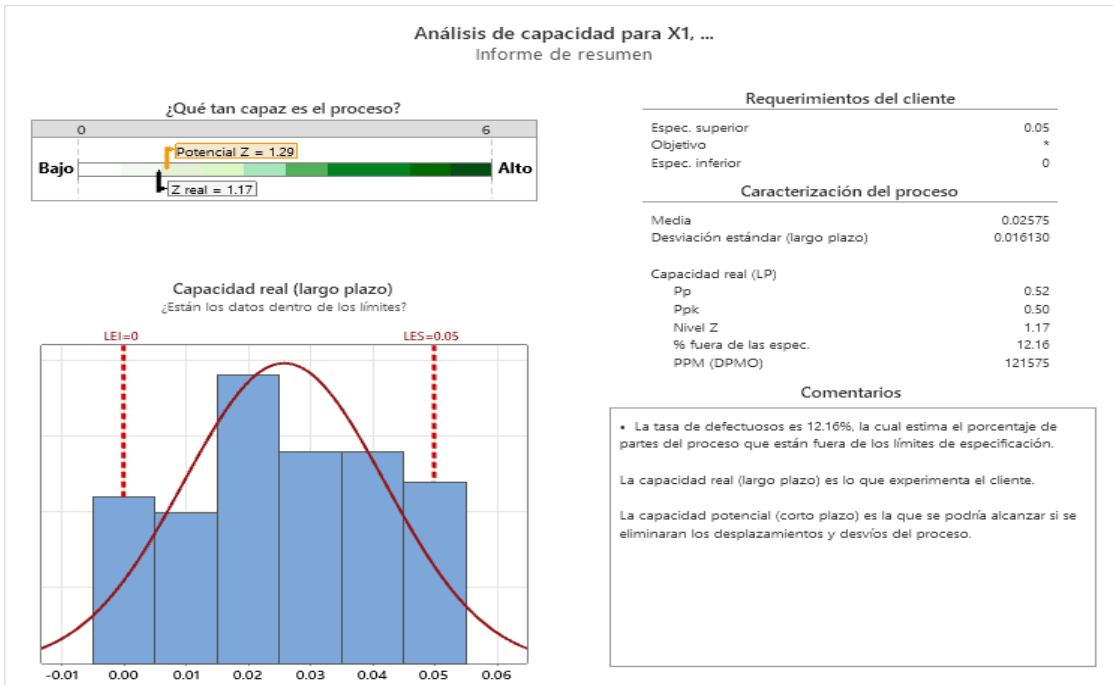 Análisis de capacidad para X1, ...
Informe de resumen
¿Qué tan capaz es el proceso?
0 6
Potencial Z = 1.29
Bajo Alto
Z real = 1.17
Requerimientos del cliente
Espec. superior 0.05
Objetivo *
Espec. inferior 0
Caracterización del proceso
Media 0.02575
Desviación estándar (largo plazo) 0.016130
Capacidad real (LP)
Pp 0.52
Ppk 0.50
Nivel Z 1.17
% fuera de las espec. 12.16
PPM (DPMO) 121575
Capacidad real (largo plazo)
¿Están los datos dentro de los límites?
LEI=0 LES=0.05
-0.01 0.00 0.01 0.02 0.03 0.04 0.05 0.06
Comentarios
• La tasa de defectuosos es 12.16%, la cual estima el porcentaje de
partes del proceso que están fuera de los límites de especificación.
La capacidad real (largo plazo) es lo que experimenta el cliente.
La capacidad potencial (corto plazo) es la que se podría alcanzar si se
eliminaran los desplazamientos y desvíos del proceso.